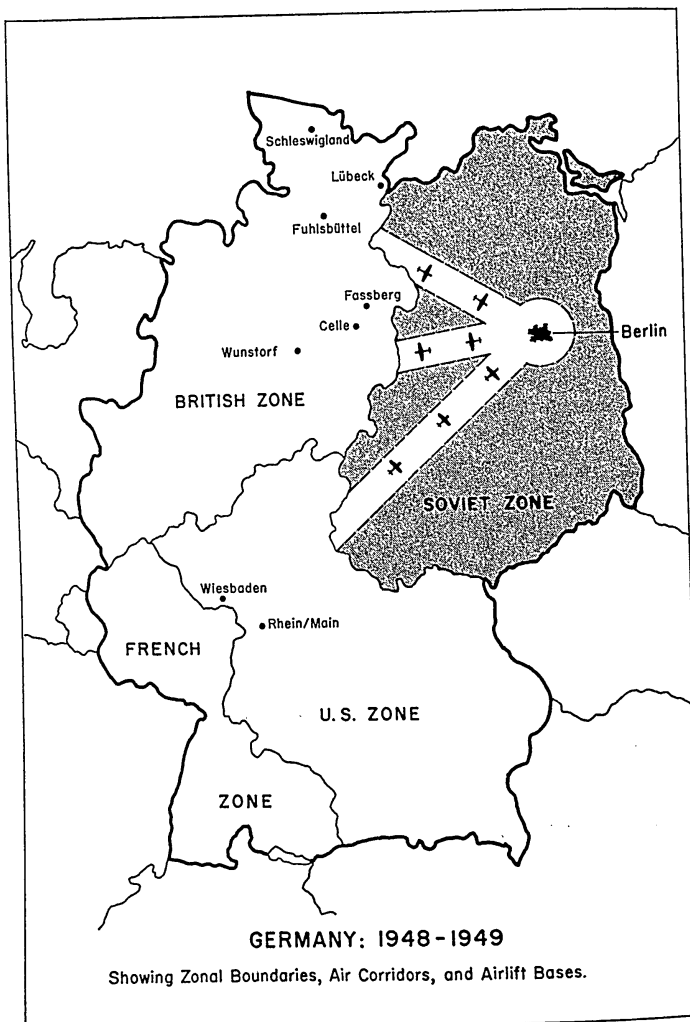 Schleswigland
Lübeck
Fuhlsbüttel
Fassberg
Celle
Berlin
Wunstorf
BRITISH ZONE
SOVIET ZONE
Wiesbaden
Rhein/Main
FRENCH
U.S. ZONE
ZONE
GERMANY: 1948-1949
Showing Zonal Boundaries, Air Corridors, and Airlift Bases.